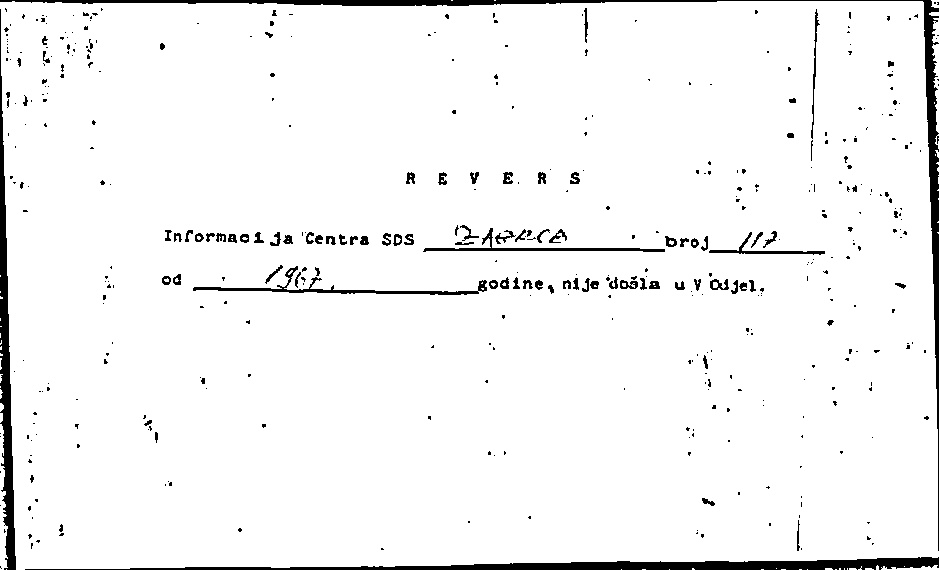 R E V E R S
Informacija Centra SDS ZAGREB broj 117
od 1967. godine, nije došla u V Odjel.